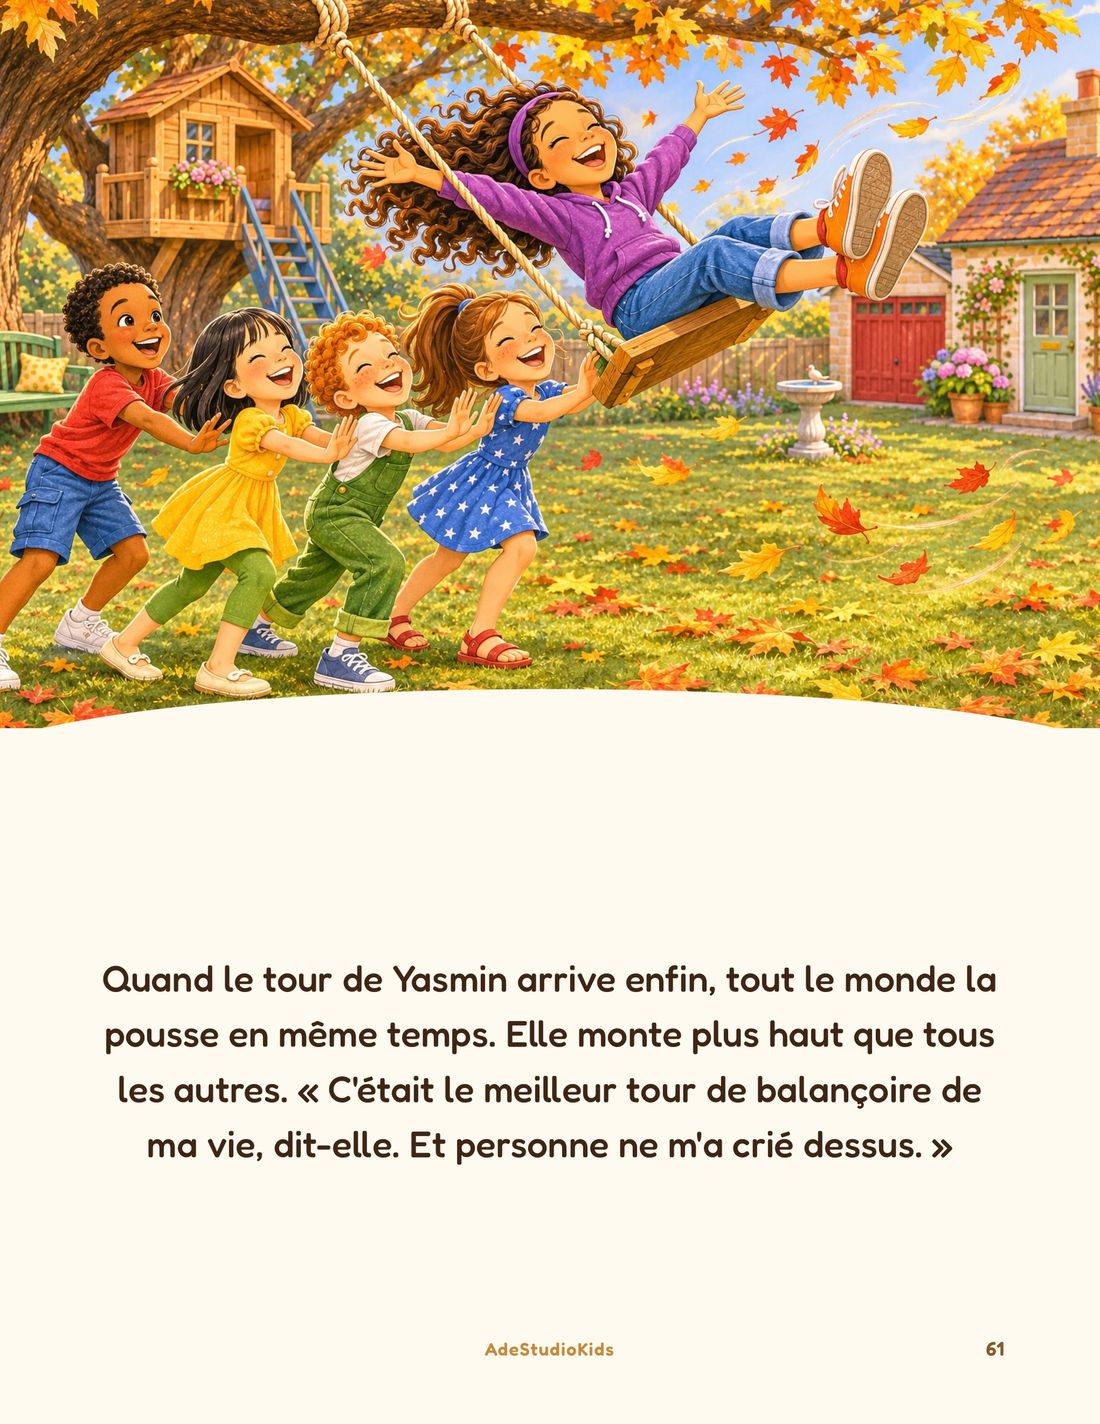 Quand le tour de Yasmin arrive enfin, tout le monde la
pousse en même temps. Elle monte plus haut que tous
les autres. « C'était le meilleur tour de balançoire de
ma vie, dit-elle. Et personne ne m'a crié dessus. »
AdeStudioKids
61